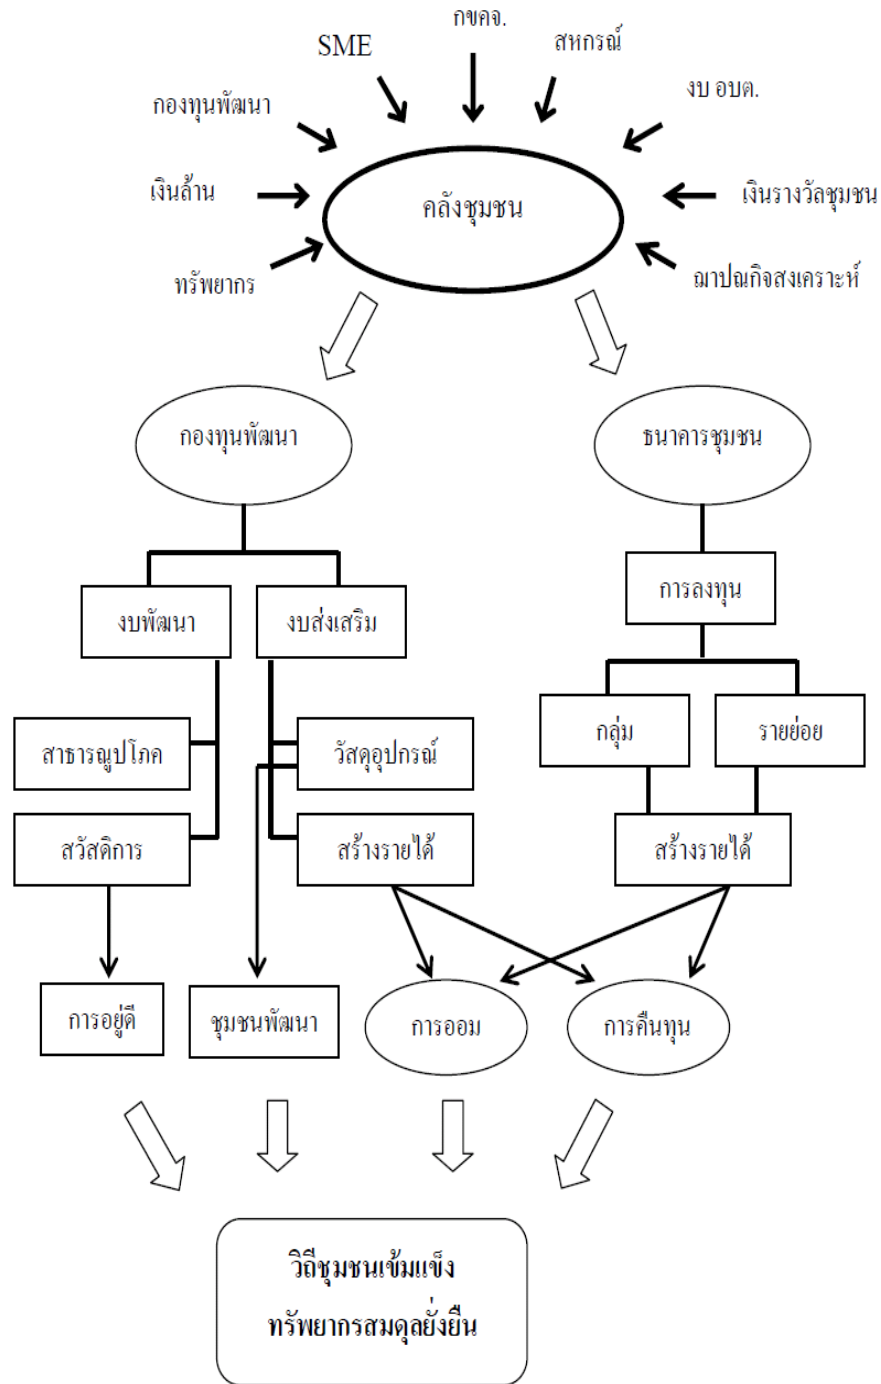 กขคจ.
SME
สหกรณ์
กองทุนพัฒนา
งบ อบต.
เงินล้าน
คลังชุมชน
เงินรางวัลชุมชน
ทรัพยากร
ฌาปณกิจสงเคราะห์
กองทุนพัฒนา
ธนาคารชุมชน
การลงทุน
งบพัฒนา
งบส่งเสริม
กลุ่ม
รายย่อย
สาธารณูปโภค
วัสดุอุปกรณ์
สวัสดิการ
สร้างรายได้
สร้างรายได้
การอยู่ดี
ชุมชนพัฒนา
การออม
การคืนทุน
วิถีชุมชนเข้มแข็ง
ทรัพยากรสมดุลยั่งยืน